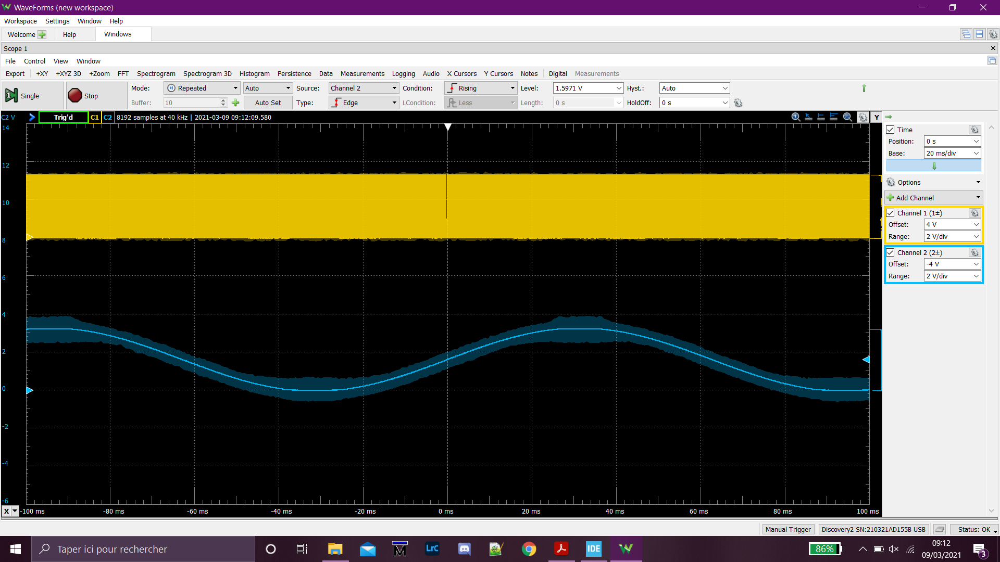 WaveForms (new workspace)
Workspace Settings Window Help
Welcome Help Windows
Scope 1
File Control View Window
Export +XY +XYZ 3D +Zoom FFT Spectrogram Spectrogram 3D Histogram Persistence Data Measurements Logging Audio X Cursors Y Cursors Notes Digital Measurements
Single Stop Mode: Repeated Auto Source: Channel 2 Condition: Rising Level: 1.5971 V Hyst.: Auto
Buffer: 10 Auto Set Type: Edge LCondition: Less Length: 0 s HoldOff: 0 s
C2 V Trig'd C1 C2 8192 samples at 40 kHz | 2021-03-09 09:12:09.580 Y
14
12
10
8
6
4
2
0
-2
-4
-6
X -100 ms -80 ms -60 ms -40 ms -20 ms 0 ms 20 ms 40 ms 60 ms 80 ms 100 ms
Time
Position: 0 s
Base: 20 ms/div
Options
Add Channel
Channel 1 (1±)
Offset: 4 V
Range: 2 V/div
Channel 2 (2±)
Offset: -4 V
Range: 2 V/div
Manual Trigger Discovery2 SN:210321AD155B USB Status: OK
Taper ici pour rechercher
LrC
IDE
86%
09:12
09/03/2021
3